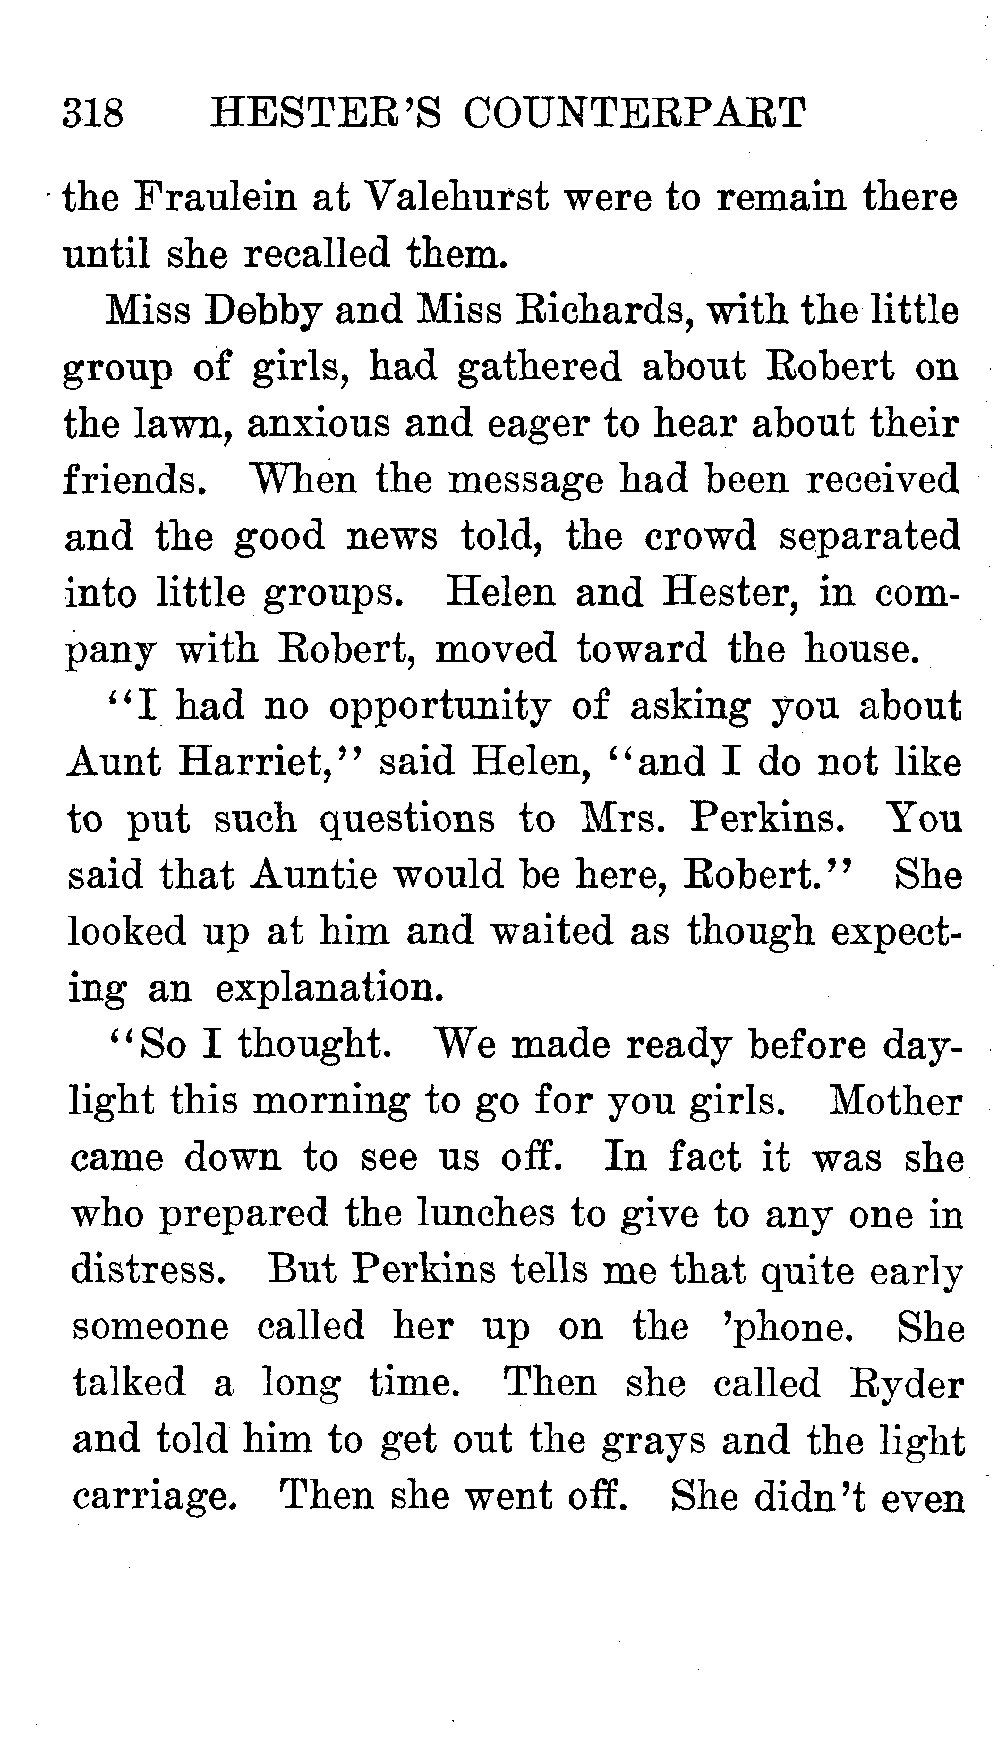 318 HESTER'S COUNTERPART
the Fraulein at Valehurst were to remain there
until she recalled them.
Miss Debby and Miss Richards, with the little
group of girls, had gathered about Robert on
the lawn, anxious and eager to hear about their
friends. When the message had been received
and the good news told, the crowd separated
into little groups. Helen and Hester, in com-
pany with Robert, moved toward the house.
"I had no opportunity of asking you about
Aunt Harriet," said Helen, "and I do not like
to put such questions to Mrs. Perkins. You
said that Auntie would be here, Robert." She
looked up at him and waited as though expect-
ing an explanation.
"So I thought. We made ready before day-
light this morning to go for you girls. Mother
came down to see us off. In fact it was she
who prepared the lunches to give to any one in
distress. But Perkins tells me that quite early
someone called her up on the 'phone. She
talked a long time. Then she called Ryder
and told him to get out the grays and the light
carriage. Then she went off. She didn't even